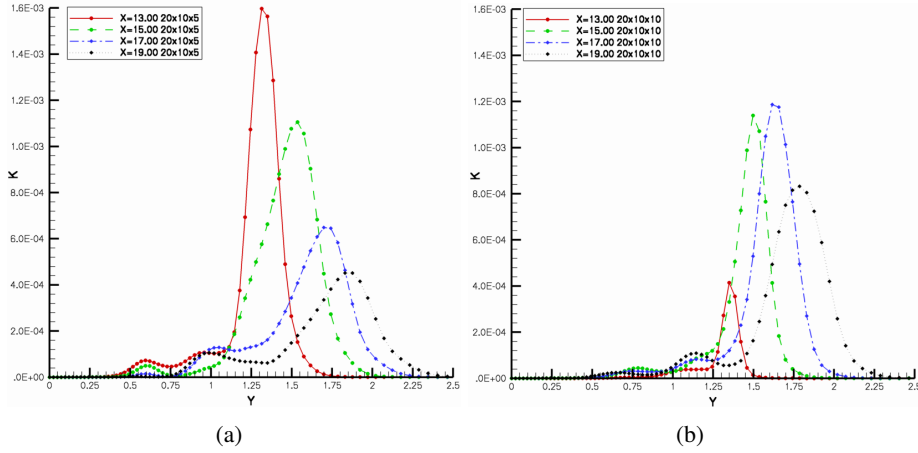 X=13.00 20x10x5
X=15.00 20x10x5
X=17.00 20x10x5
X=19.00 20x10x5
1.6E-03
1.4E-03
1.2E-03
1.0E-03
8.0E-04
6.0E-04
4.0E-04
2.0E-04
.0E+00
K
0 0.25 0.5 0.75 1 1.25 1.5 1.75 2 2.25 2.5
Y
(a)
X=13.00 20x10x10
X=15.00 20x10x10
X=17.00 20x10x10
X=19.00 20x10x10
1.6E-03
1.4E-03
1.2E-03
1.0E-03
8.0E-04
6.0E-04
4.0E-04
2.0E-04
.0E+00
K
0 0.25 0.5 0.75 1 1.25 1.5 1.75 2 2.25 2.5
Y
(b)